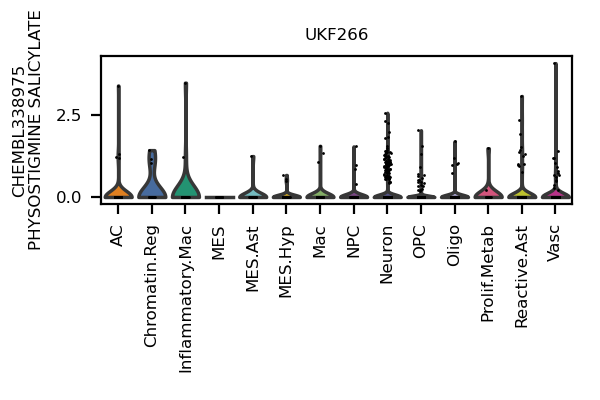 UKF266
CHEMBL338975
PHYSOSTIGMINE SALICYLATE
2.5
0.0
AC
Chromatin.Reg
Inflammatory.Mac
MES
MES.Ast
MES.Hyp
Mac
NPC
Neuron
OPC
Oligo
Prolif.Metab
Reactive.Ast
Vasc